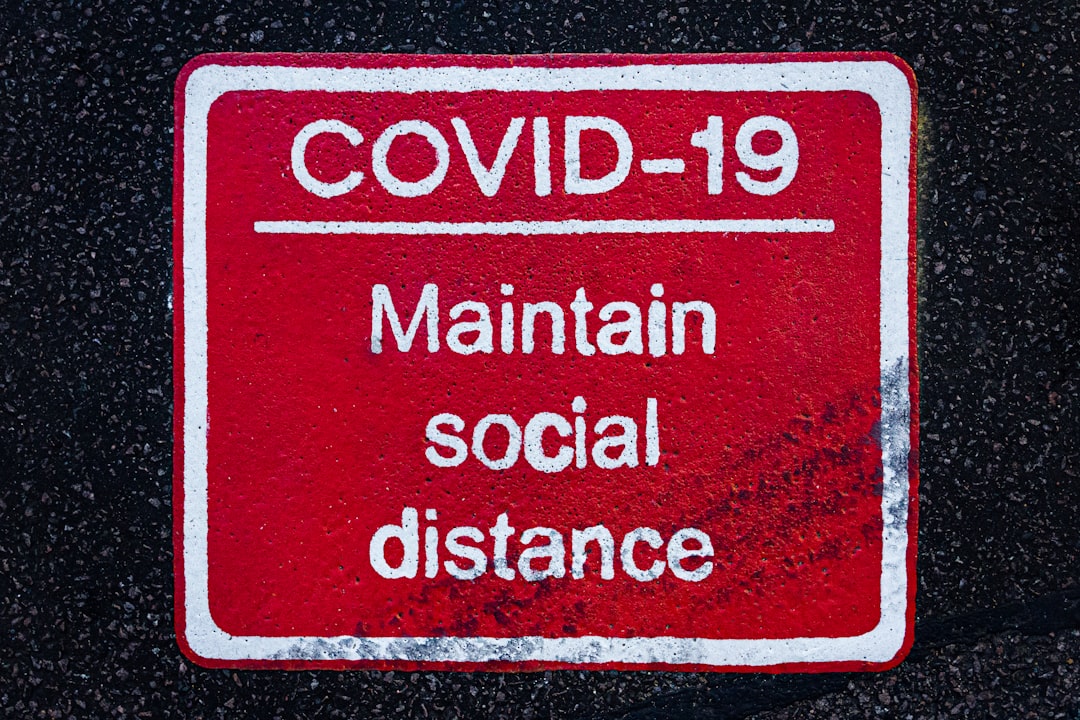 COVID-19
Maintain
social
distance